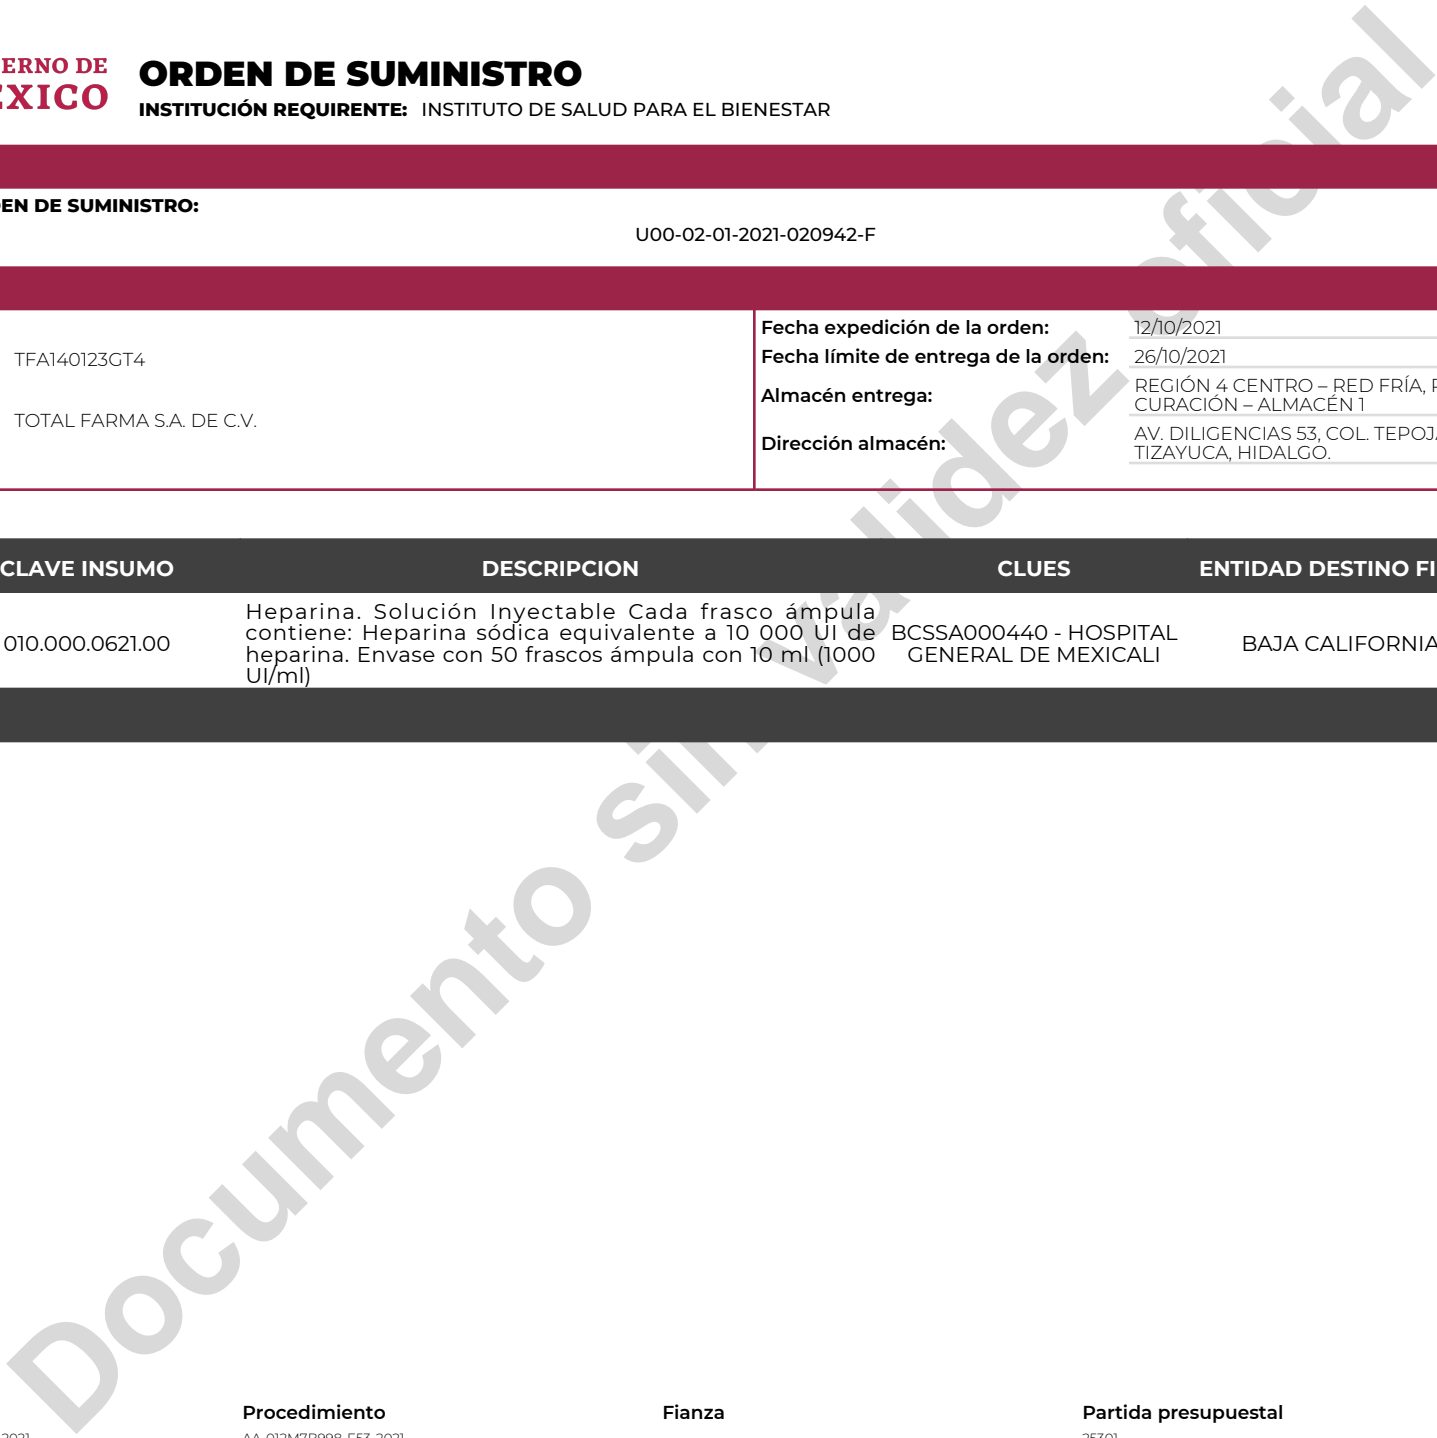 ORDEN DE SUMINISTRO
INSTITUCIÓN REQUIRENTE: INSTITUTO DE SALUD PARA EL BIENESTAR
ERNO DE
EXICO
EN DE SUMINISTRO:
U00-02-01-2021-020942-F
TFA140123GT4
TOTAL FARMA S.A. DE C.V.
Fecha expedición de la orden: 12/10/2021
Fecha límite de entrega de la orden: 26/10/2021
Almacén entrega: REGIÓN 4 CENTRO – RED FRÍA,
CURACIÓN – ALMACÉN 1
Dirección almacén: AV. DILIGENCIAS 53, COL. TEPOJA
TIZAYUCA, HIDALGO.
CLAVE INSUMO DESCRIPCION CLUES ENTIDAD DESTINO FI
010.000.0621.00
Heparina. Solución Inyectable Cada frasco ámpula
contiene: Heparina sódica equivalente a 10 000 UI de
heparina. Envase con 50 frascos ámpula con 10 ml (1000
UI/ml)
BCSSA000440 - HOSPITAL
GENERAL DE MEXICALI
BAJA CALIFORNIA
Documento sin validez oficial
Procedimiento Fianza Partida presupuestal